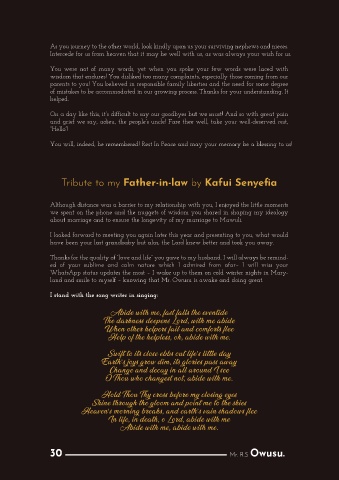 As you journey to the other world, look kindly upon us your surviving nephews and nieces.
Intercede for us from heaven that it may be well with us, as was always your wish for us.
You were not of many words, yet when you spoke your few words were laced with
wisdom that endures! You disliked too many complaints, especially those coming from our
parents to you! You believed in responsible family liberties and the need for some degree
of mistakes to be accommodated in our growing process. Thanks for your understanding. It
helped.
On a day like this, it's difficult to say our goodbyes but we must! And so with great pain
and grief we say, adieu, the people's uncle! Fare thee well, take your well-deserved rest,
"Hello"!
You will, indeed, be remembered! Rest In Peace and may your memory be a blessing to us!
Tribute to my Father-in-law by Kafui Senyefia
Although distance was a barrier to my relationship with you, I enjoyed the little moments
we spent on the phone and the nuggets of wisdom you shared in shaping my ideology
about marriage and to ensure the longevity of my marriage to Mawuli.
I looked forward to meeting you again later this year and presenting to you, what would
have been your last grandbaby but alas, the Lord knew better and took you away.
Thanks for the quality of "love and life" you gave to my husband, I will always be remind-
ed of your sublime and calm nature which I admired from afar-. I will miss your
WhatsApp status updates the most – I woke up to them on cold winter nights in Mary-
land and smile to myself – knowing that Mr. Owusu is awake and doing great.
I stand with the song writer in singing:
Abide with me, fast falls the eventide
The darkness deepens Lord, with me abide
When other helpers fail and comforts flee
Help of the helpless, oh, abide with me.
Swift to its close ebbs out life's little day
Earth's joys grow dim, its glories pass away
Change and decay in all around I see
O Thou who changest not, abide with me.
Hold Thou Thy cross before my closing eyes
Shine through the gloom and point me to the skies
Heaven's morning breaks, and earth's vain shadows flee
In life, in death, o Lord, abide with me
Abide with me, abide with me.
30 Mr. R.S Owusu.